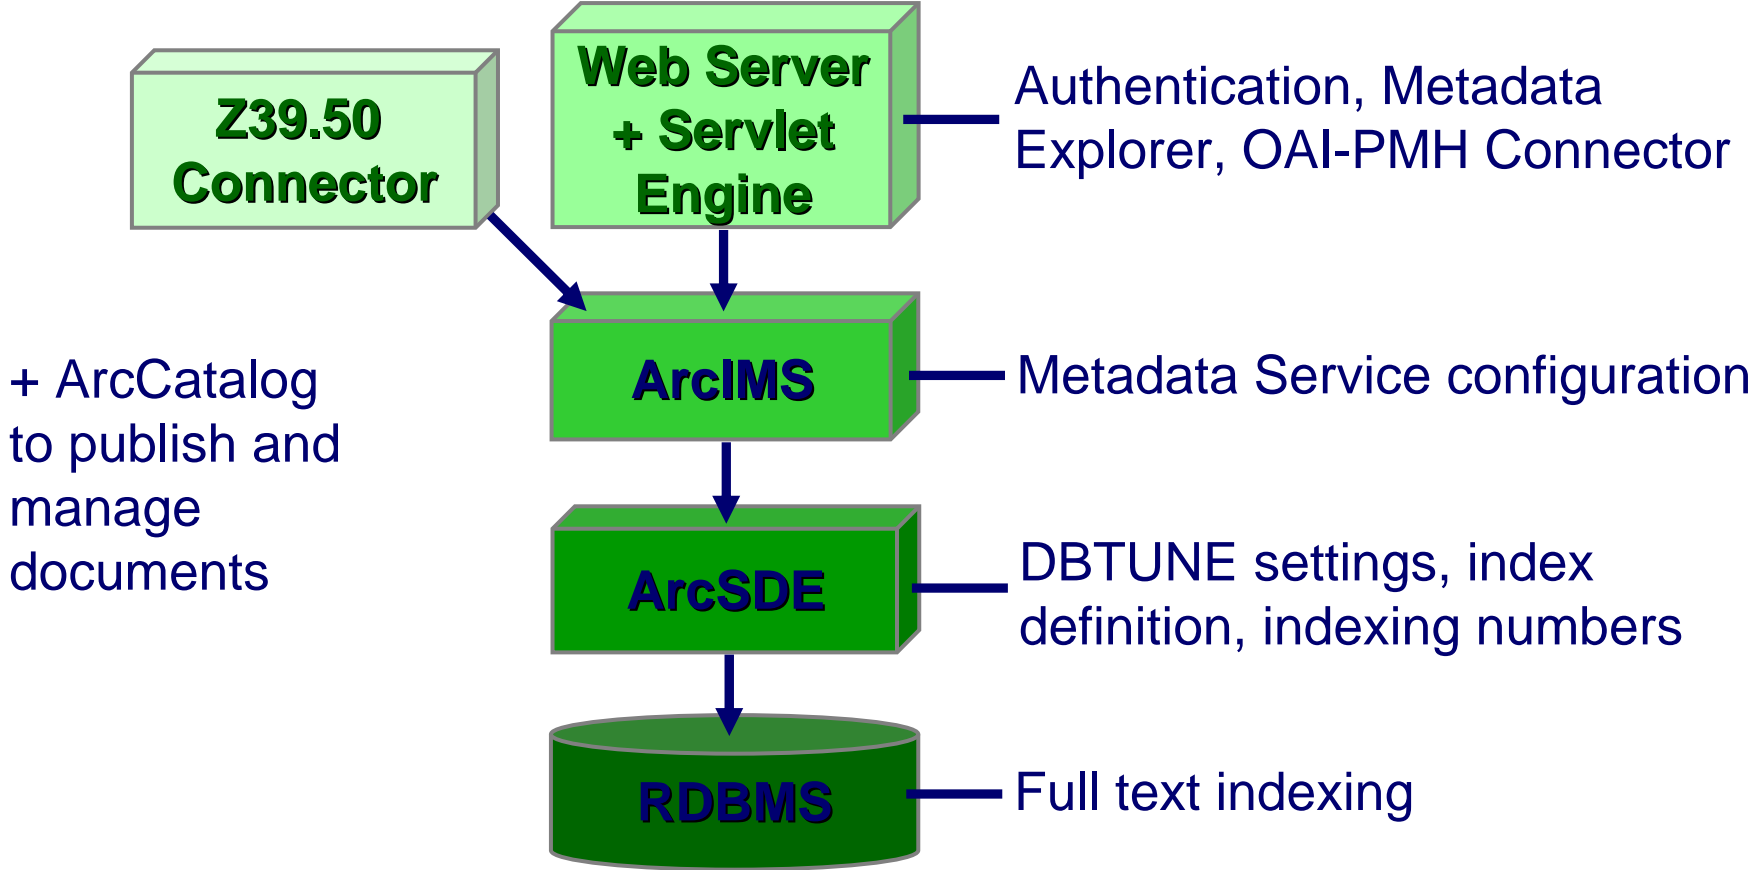 Z39.50
Connector
Web Server
+ Servlet
Engine
Authentication, Metadata
Explorer, OAI-PMH Connector
+ ArcCatalog
to publish and
manage
documents
ArcIMS
Metadata Service configuration
ArcSDE
DBTUNE settings, index
definition, indexing numbers
RDBMS
Full text indexing